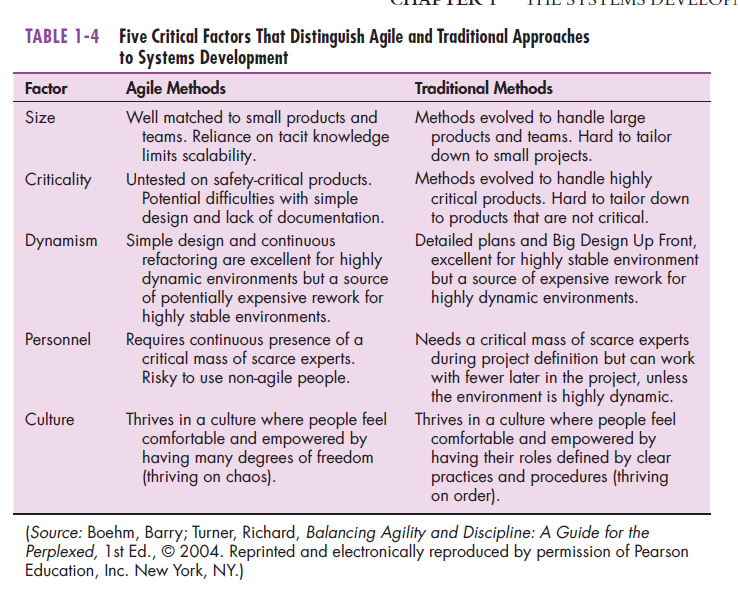 CHAPTER 1 THE SYSTEMS DEVELOP
TABLE 1-4 Five Critical Factors That Distinguish Agile and Traditional Approaches
to Systems Development
Factor Agile Methods Traditional Methods
Size Well matched to small products and Methods evolved to handle large
teams. Reliance on tacit knowledge products and teams. Hard to tailor
limits scalability. down to small projects.
Criticality Untested on safety-critical products. Methods evolved to handle highly
Potential difficulties with simple critical products. Hard to tailor down
design and lack of documentation. to products that are not critical.
Dynamism Simple design and continuous Detailed plans and Big Design Up Front,
refactoring are excellent for highly excellent for highly stable environment
dynamic environments but a source but a source of expensive rework for
of potentially expensive rework for highly dynamic environments.
highly stable environments.
Personnel Requires continuous presence of a Needs a critical mass of scarce experts
critical mass of scarce experts. during project definition but can work
Risky to use non-agile people. with fewer later in the project, unless
the environment is highly dynamic.
Culture Thrives in a culture where people feel Thrives in a culture where people feel
comfortable and empowered by comfortable and empowered by
having many degrees of freedom having their roles defined by clear
(thriving on chaos). practices and procedures (thriving
on order).
(Source: Boehm, Barry; Turner, Richard, Balancing Agility and Discipline: A Guide for the
Perplexed, 1st Ed., © 2004. Reprinted and electronically reproduced by permission of Pearson
Education, Inc. New York, NY.)